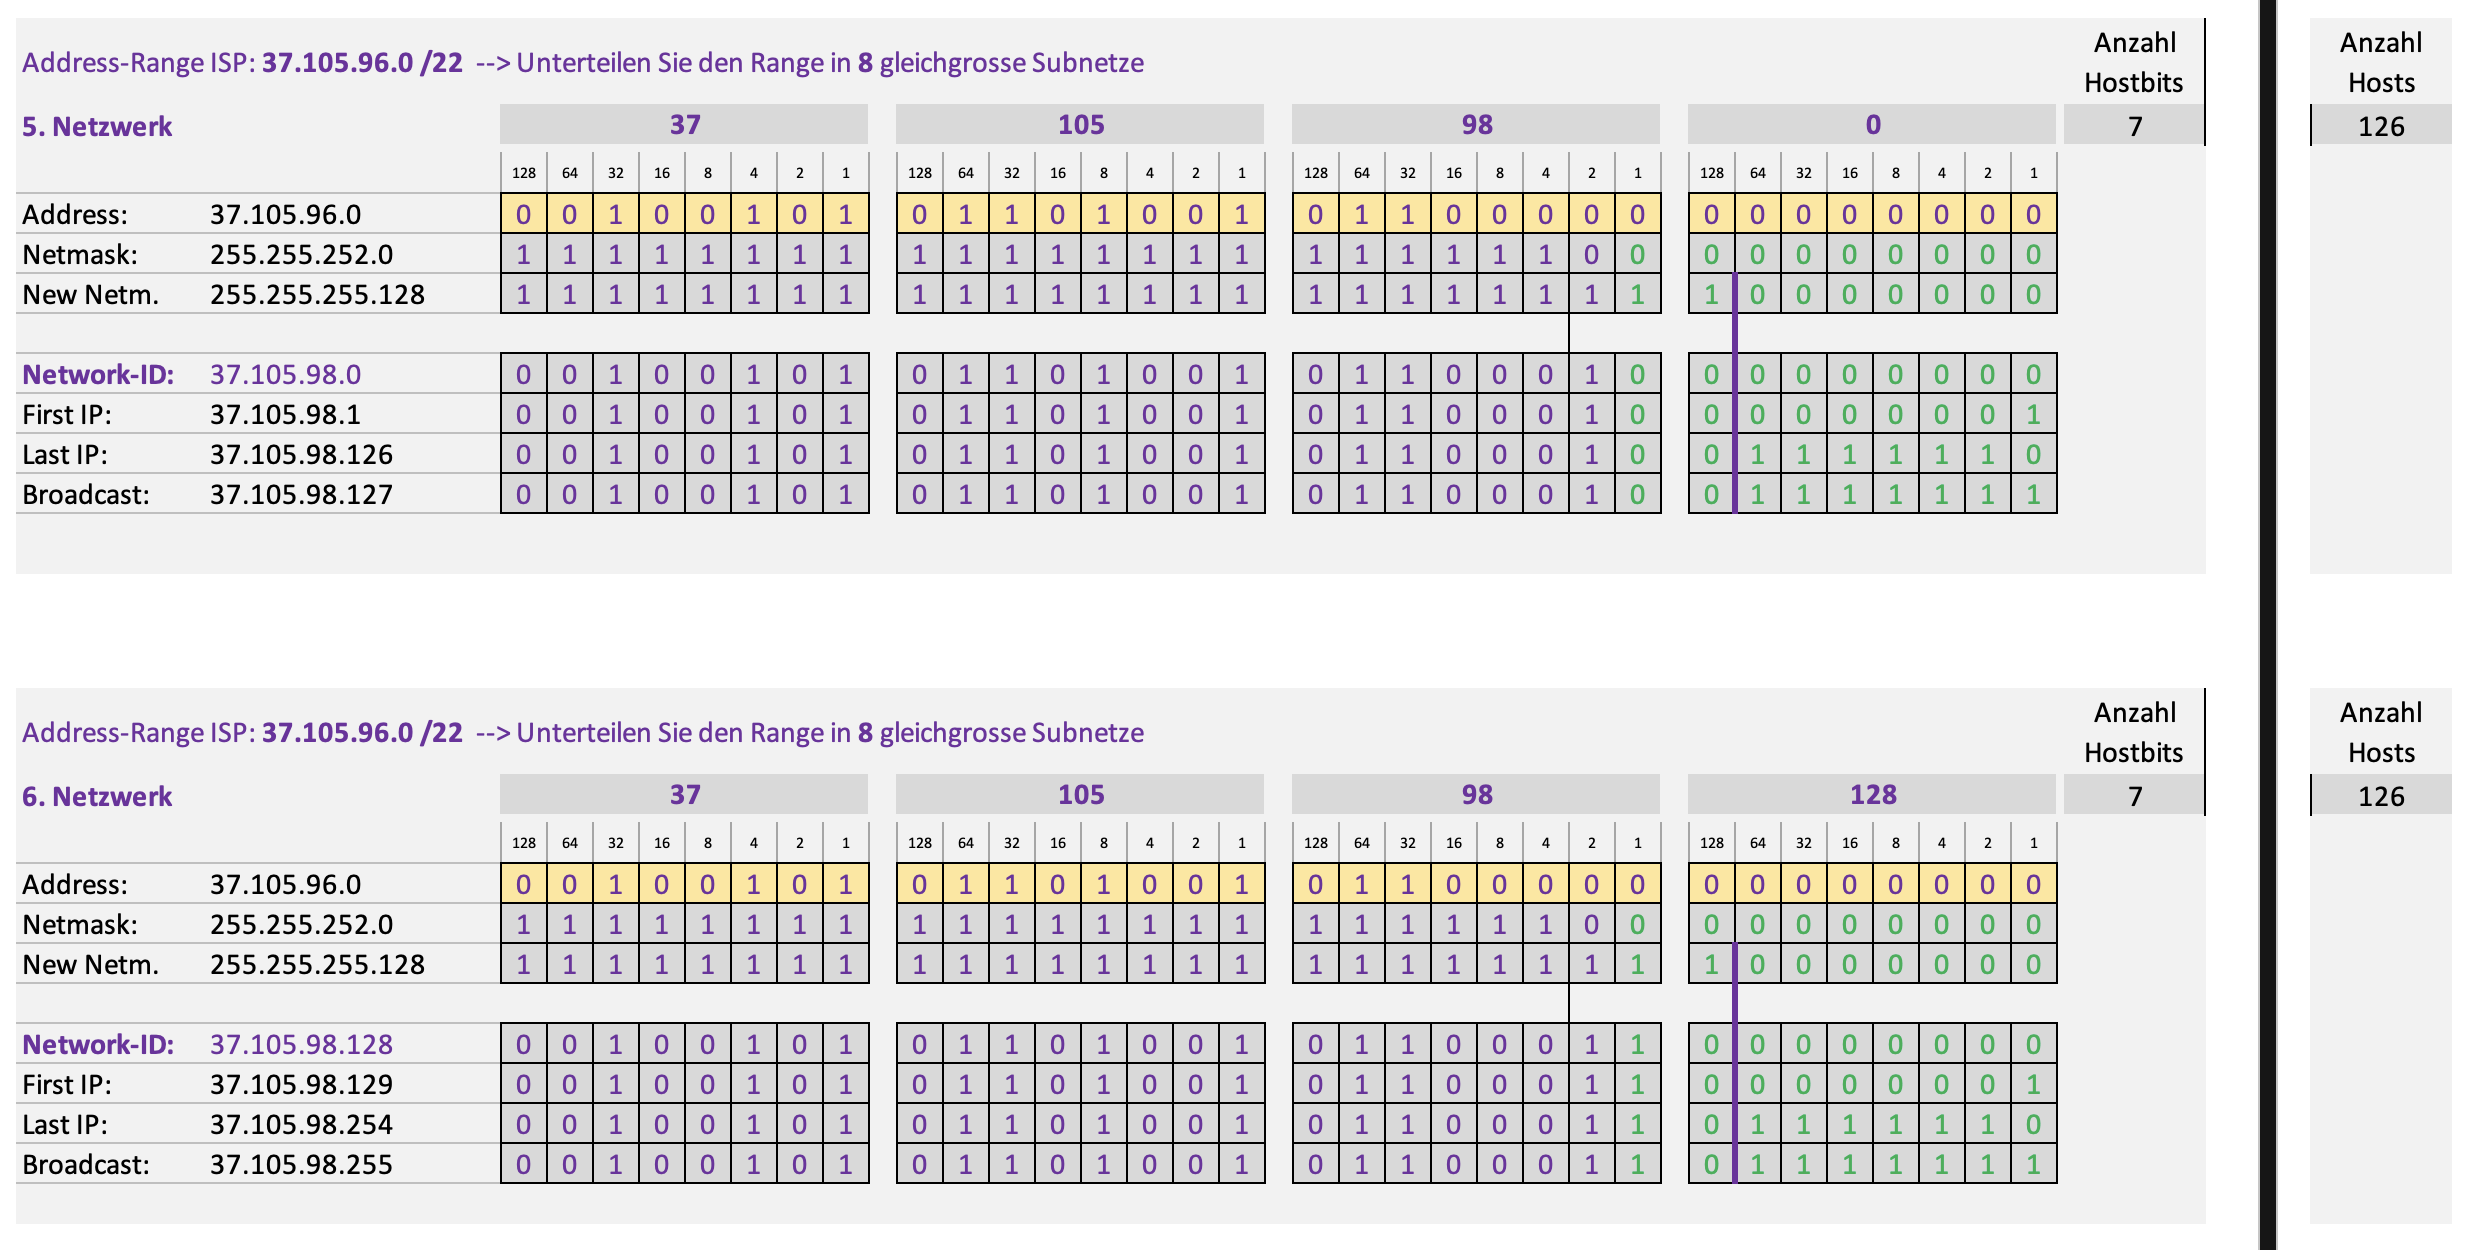 Anzahl Anzahl
Address-Range ISP: 37.105.96.0 /22 --> Unterteilen Sie den Range in 8 gleichgrosse Subnetze
Hostbits Hosts
5. Netzwerk 37 105 98 0 7 126
128 64 32 16 8 4 2 1 128 64 32 16 8 4 2 1 128 64 32 16 8 4 2 1 128 64 32 16 8 4 2 1
Address: 37.105.96.0 0 0 1 0 0 1 0 1 0 1 1 0 1 0 0 1 0 1 1 0 0 0 0 0 0 0 0 0 0 0 0 0
Netmask: 255.255.252.0 1 1 1 1 1 1 1 1 1 1 1 1 1 1 1 1 1 1 1 1 1 1 0 0 0 0 0 0 0 0 0 0
New Netm. 255.255.255.128 1 1 1 1 1 1 1 1 1 1 1 1 1 1 1 1 1 1 1 1 1 1 1 1 1 0 0 0 0 0 0 0
Network-ID: 37.105.98.0 0 0 1 0 0 1 0 1 0 1 1 0 1 0 0 1 0 1 1 0 0 0 1 0 0 0 0 0 0 0 0 0
First IP: 37.105.98.1 0 0 1 0 0 1 0 1 0 1 1 0 1 0 0 1 0 1 1 0 0 0 1 0 0 0 0 0 0 0 0 1
Last IP: 37.105.98.126 0 0 1 0 0 1 0 1 0 1 1 0 1 0 0 1 0 1 1 0 0 0 1 0 0 1 1 1 1 1 1 0
Broadcast: 37.105.98.127 0 0 1 0 0 1 0 1 0 1 1 0 1 0 0 1 0 1 1 0 0 0 1 0 0 1 1 1 1 1 1 1
Anzahl Anzahl
Address-Range ISP: 37.105.96.0 /22 --> Unterteilen Sie den Range in 8 gleichgrosse Subnetze
Hostbits Hosts
6. Netzwerk 37 105 98 128 7 126
128 64 32 16 8 4 2 1 128 64 32 16 8 4 2 1 128 64 32 16 8 4 2 1 128 64 32 16 8 4 2 1
Address: 37.105.96.0 0 0 1 0 0 1 0 1 0 1 1 0 1 0 0 1 0 1 1 0 0 0 0 0 0 0 0 0 0 0 0 0
Netmask: 255.255.252.0 1 1 1 1 1 1 1 1 1 1 1 1 1 1 1 1 1 1 1 1 1 1 0 0 0 0 0 0 0 0 0 0
New Netm. 255.255.255.128 1 1 1 1 1 1 1 1 1 1 1 1 1 1 1 1 1 1 1 1 1 1 1 1 1 0 0 0 0 0 0 0
Network-ID: 37.105.98.128 0 0 1 0 0 1 0 1 0 1 1 0 1 0 0 1 0 1 1 0 0 0 1 1 0 0 0 0 0 0 0 0
First IP: 37.105.98.129 0 0 1 0 0 1 0 1 0 1 1 0 1 0 0 1 0 1 1 0 0 0 1 1 0 0 0 0 0 0 0 1
Last IP: 37.105.98.254 0 0 1 0 0 1 0 1 0 1 1 0 1 0 0 1 0 1 1 0 0 0 1 1 0 1 1 1 1 1 1 0
Broadcast: 37.105.98.255 0 0 1 0 0 1 0 1 0 1 1 0 1 0 0 1 0 1 1 0 0 0 1 1 0 1 1 1 1 1 1 1